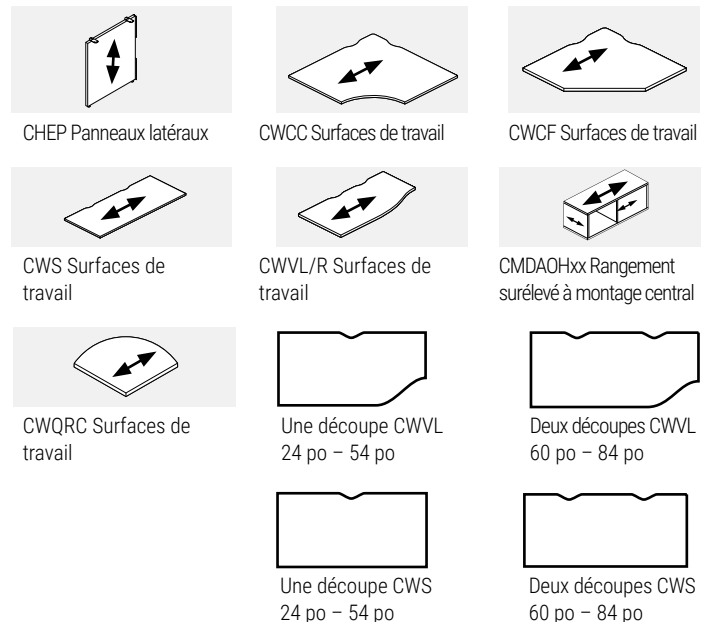 CHEP Panneaux latéraux
CWCC Surfaces de travail
CWCF Surfaces de travail
CWS Surfaces de
travail
CWVL/R Surfaces de
travail
CMDAOHxx Rangement
surélevé à montage central
CWQRC Surfaces de
travail
Une découpe CWVL
24 po – 54 po
Deux découpes CWVL
60 po – 84 po
Une découpe CWS
24 po – 54 po
Deux découpes CWS
60 po – 84 po